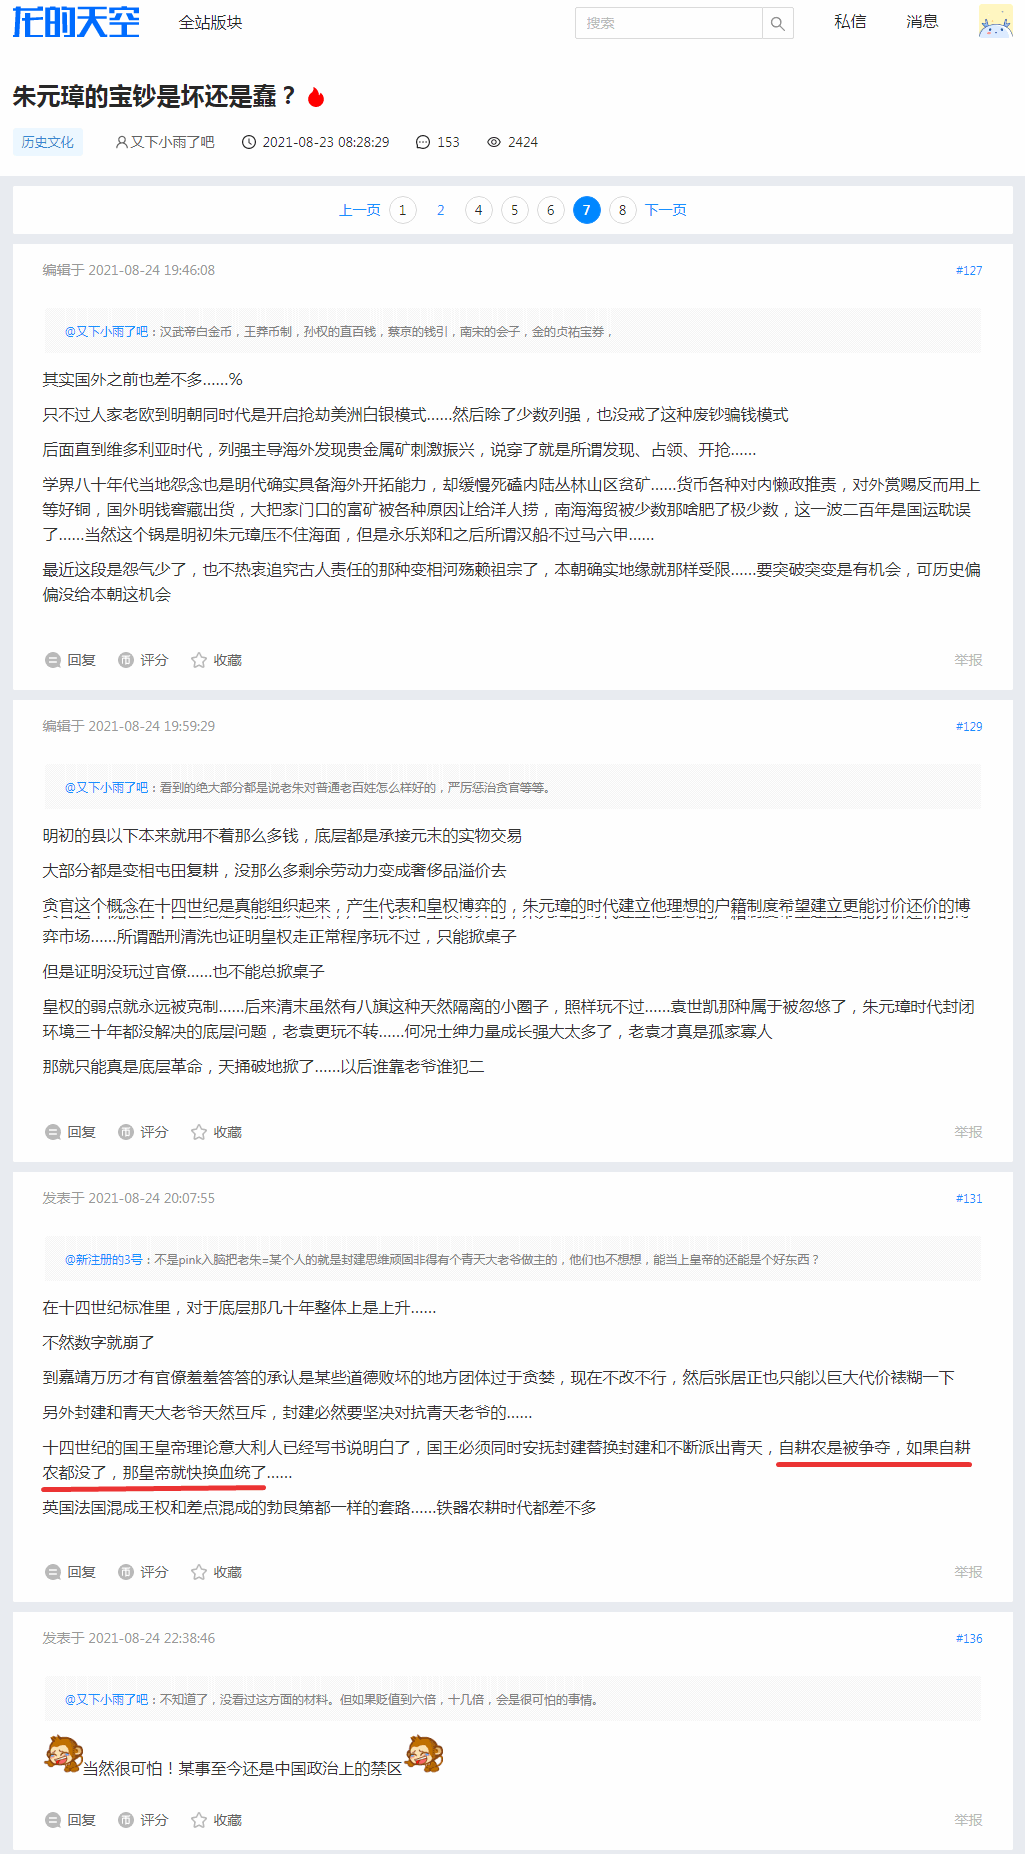 龙的天空 全站版块 搜索 私信 消息
朱元璋的宝钞是坏还是蠢？
历史文化 又下小雨了吧 2021-08-23 08:28:29 153 2424
上一页 1 2 4 5 6 7 8 下一页
编辑于 2021-08-24 19:46:08 #127
@又下小雨了吧：汉武帝白金币，王莽币制，孙权的直百钱，蔡京的钱引，南宋的会子，金的贞祐宝券，
其实国外之前也差不多......%
只不过人家老欧到明朝同时代是开启抢劫美洲白银模式......然后除了少数列强，也没戒了这种废钞骗钱模式
后面直到维多利亚时代，列强主导海外发现贵金属矿刺激振兴，说穿了就是所谓发现、占领、开抢......
学界八十年代当地怨念也是明代确实具备海外开拓能力，却缓慢死磕内陆丛林山区贫矿......货币各种对内懒政推责，对外赏赐反而用上
等好铜，国外明钱窖藏出货，大把家门口的富矿被各种原因让给洋人捞，南海海贸被少数那啥肥了极少数，这一波二百年是国运耽误
了......当然这个锅是明初朱元璋压不住海面，但是永乐郑和之后所谓汉船不过马六甲......
最近这段是怨气少了，也不热衷追究古人责任的那种变相河殇赖祖宗了，本朝确实地缘就那样受限......要突破突变是有机会，可历史偏
偏没给本朝这机会
回复 评分 收藏 举报
编辑于 2021-08-24 19:59:29 #129
@又下小雨了吧：看到的绝大部分都是说老朱对普通老百姓怎么样好的，严厉惩治贪官等等。
明初的县以下本来就用不着那么多钱，底层都是承接元末的实物交易
大部分都是变相屯田复耕，没那么多剩余劳动力变成奢侈品溢价去
贪官这个概念在十四世纪是真能组织起来，产生代表和皇权博弈的，朱元璋的时代建立他理想的户籍制度希望建立更能讨价还价的博
弈市场......所谓酷刑清洗也证明皇权走正常程序玩不过，只能掀桌子
但是证明没玩过官僚......也不能总掀桌子
皇权的弱点就永远被克制......后来清末虽然有八旗这种天然隔离的小圈子，照样玩不过......袁世凯那种属于被忽悠了，朱元璋时代封闭
环境三十年都没解决的底层问题，老袁更玩不转......何况士绅力量成长强大太多了，老袁才真是孤家寡人
那就只能真是底层革命，天捅破地掀了......以后谁靠老爷谁犯二
回复 评分 收藏 举报
发表于 2021-08-24 20:07:55 #131
@新注册的3号：不是pink入脑把老朱=某个人的就是封建思维顽固非得有个青天大老爷做主的，他们也不想想，能当上皇帝的还能是个好东西？
在十四世纪标准里，对于底层那几十年整体上是上升......
不然数字就崩了
到嘉靖万历才有官僚羞羞答答的承认是某些道德败坏的地方团体过于贪婪，现在不改不行，然后张居正也只能以巨大代价裱糊一下
另外封建和青天大老爷天然互斥，封建必然要坚决对抗青天老爷的......
十四世纪的国王皇帝理论意大利人已经写书说明白了，国王必须同时安抚封建替换封建和不断派出青天，自耕农是被争夺，如果自耕
农都没了，那皇帝就快换血统了......
英国法国混成王权和差点混成的勃艮第都一样的套路......铁器农耕时代都差不多
回复 评分 收藏 举报
发表于 2021-08-24 22:38:46 #136
@又下小雨了吧：不知道了，没看过这方面的材料。但如果贬值到六倍，十几倍，会是很可怕的事情。
当然很可怕！某事至今还是中国政治上的禁区
回复 评分 收藏 举报